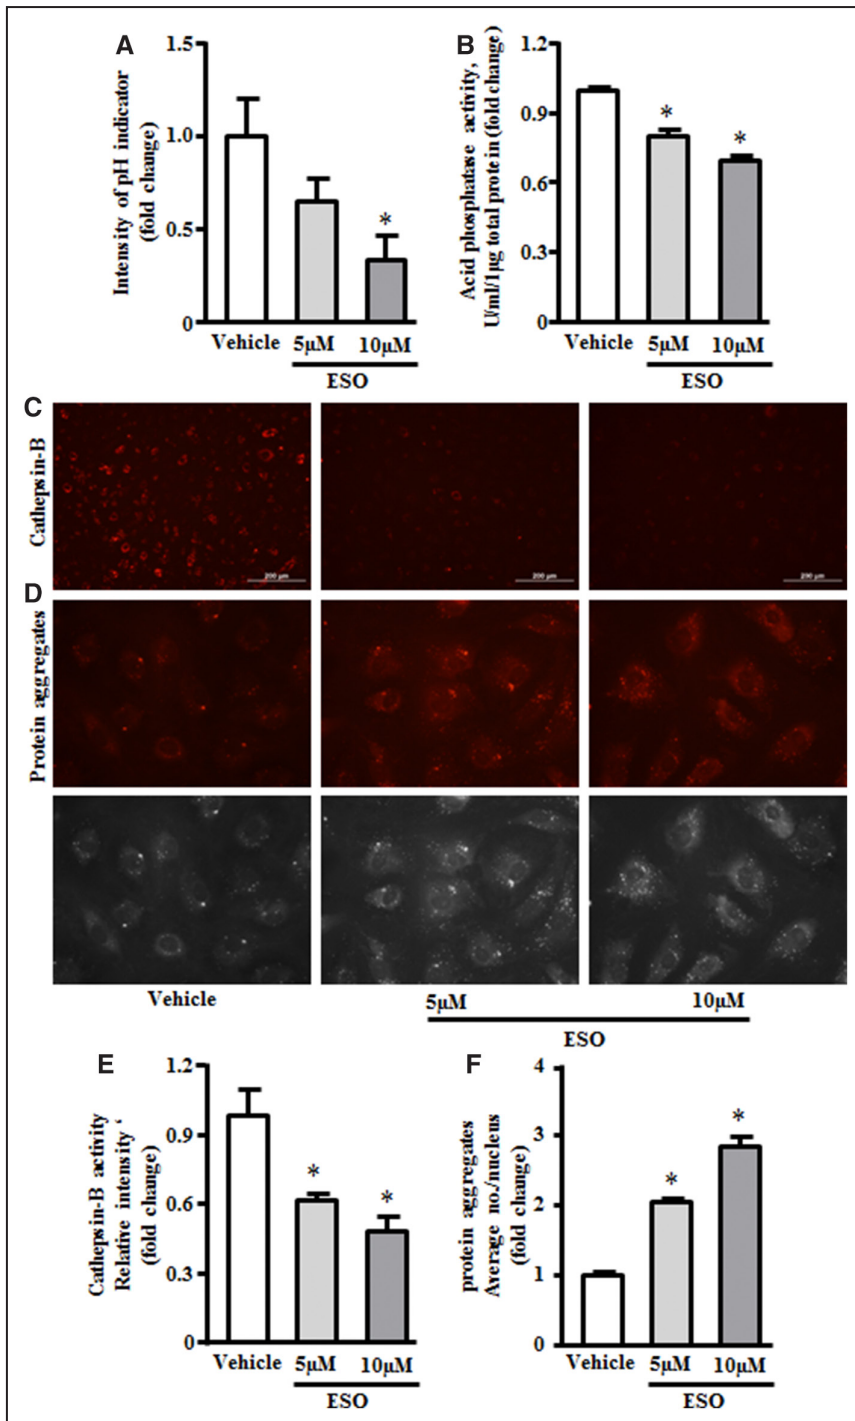 A
Intensity of pH indicator
(fold change)
1.5
1.0
0.5
0
Vehicle 5µM 10µM
ESO
B
Acid phosphatase activity,
U/ml/1µg total protein (fold change)
1.2
0.9
0.6
0.3
0
*
*
*
Vehicle 5µM 10µM
ESO
C
Cathepsin-B
200 µm
200 µm
200 µm
D
Protein aggregates
Vehicle 5µM 10µM
ESO
E
Cathepsin-B activity
Relative intensity ‘
(fold change)
1.2
0.9
0.6
0.3
0
*
*
Vehicle 5µM 10µM
ESO
F
protein aggregates
Average no./nucleus
(fold change)
4
3
2
1
0
*
*
Vehicle 5µM 10µM
ESO